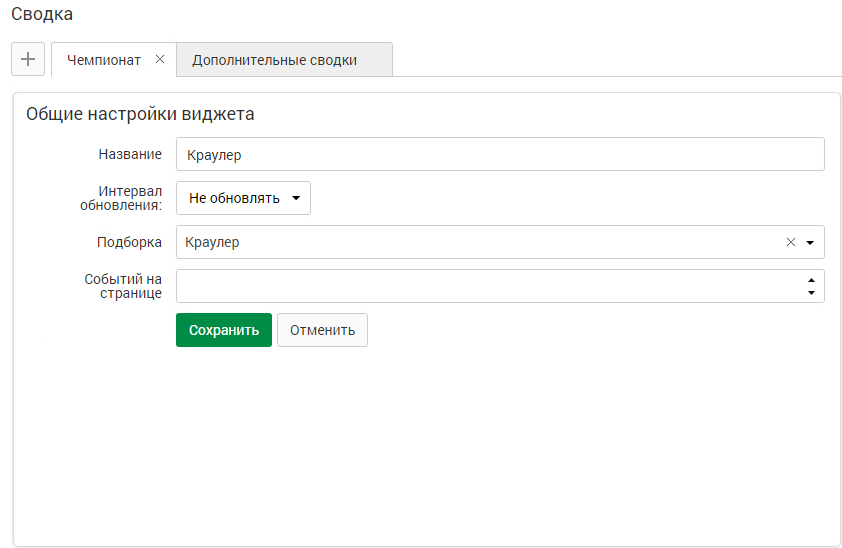 Сводка
Чемпионат
Дополнительные сводки
Общие настройки виджета
Название
Краулер
Интервал
обновления:
Не обновлять
Подборка
Краулер
Событий на
странице
Сохранить
Отменить